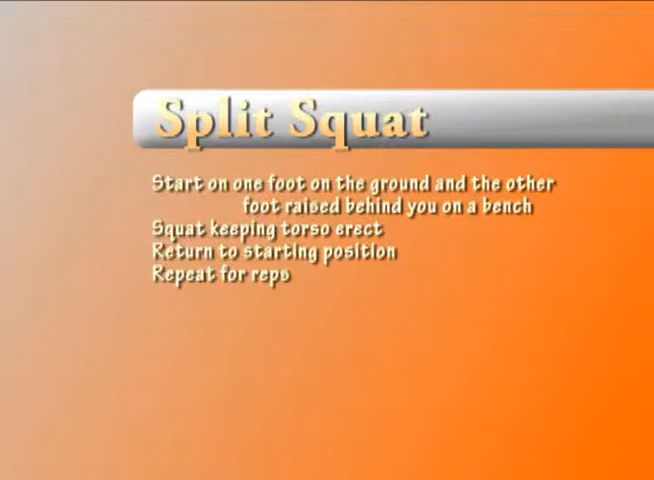 Split Squat
Start on one foot on the ground and the other
foot raised behind you on a bench
Squat keeping torso erect
Return to starting position
Repeat for reps